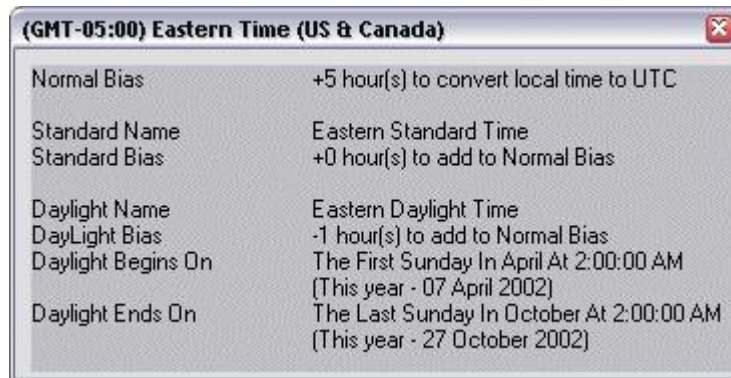 (GMT-05:00) Eastern Time (US & Canada)
Normal Bias +5 hour(s) to convert local time to UTC
Standard Name Eastern Standard Time
Standard Bias +0 hour(s) to add to Normal Bias
Daylight Name Eastern Daylight Time
DayLight Bias -1 hour(s) to add to Normal Bias
Daylight Begins On The First Sunday In April At 2:00:00 AM
(This year - 07 April 2002)
Daylight Ends On The Last Sunday In October At 2:00:00 AM
(This year - 27 October 2002)